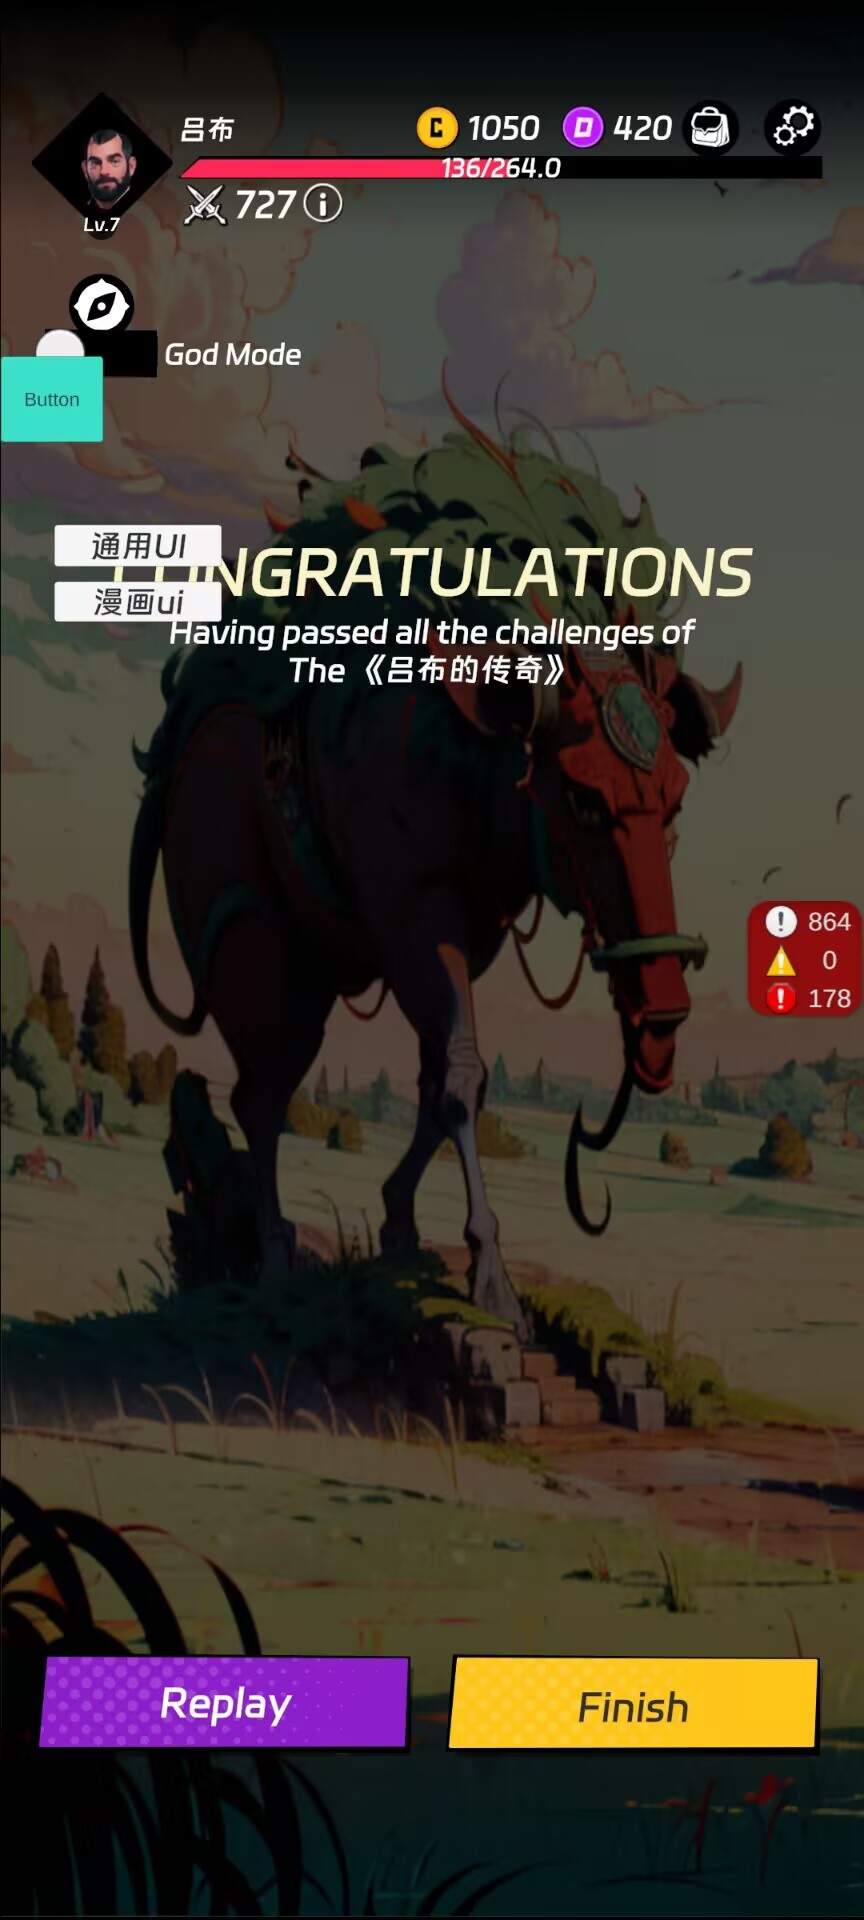 吕布
1050
420
136/264.0
Lv.7
727
God Mode
Button
通用UI
CONGRATULATIONS
漫画ui
Having passed all the challenges of
The 《吕布的传奇》
864
0
178
Replay
Finish